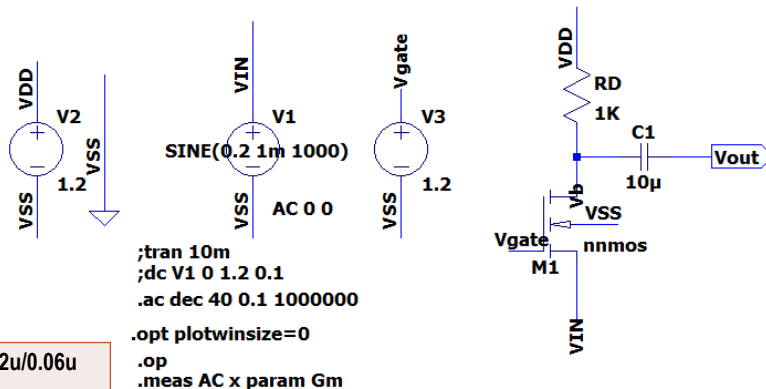 VDD
V2
1.2
VSS
VSS
VIN
V1
SINE(0.2 1m 1000)
VSS
AC 0 0
Vgate
V3
1.2
VSS
VDD
RD
1K
C1
10µ
Vout
Vb
VSS
Vgate
nnmos
M1
VIN
;tran 10m
;dc V1 0 1.2 0.1
.ac dec 40 0.1 1000000
.opt plotwinsize=0
.op
.meas AC x param Gm
2u/0.06u